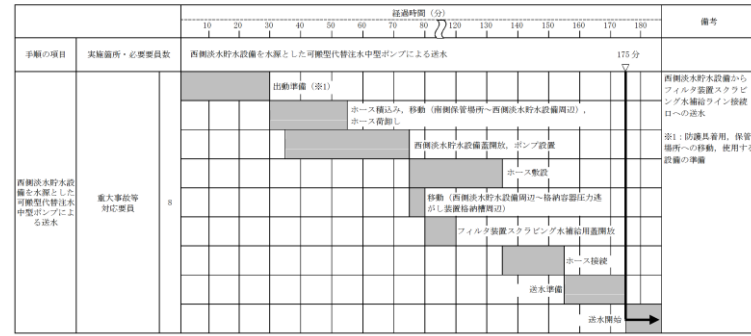 経過時間（分）
備考
10 20 30 40 50 60 70 80 120 130 140 150 160 170 180
手順の項目
実施箇所・必要要員数
西側淡水貯水設備を水源とした可搬型代替注水中型ポンプによる送水
175 分
西側淡水貯水設
備を水源とした
可搬型代替注水
中型ポンプによ
る送水
重大事故等
対応要員
8
出動準備（※1）
ホース積込み，移動（南側保管場所～西側淡水貯水設備周辺），
ホース荷卸し
西側淡水貯水設備蓋開放，ポンプ設置
ホース敷設
移動（西側淡水貯水設備周辺～格納容器圧力逃
がし装置格納槽周辺）
フィルタ装置スクラビング水補給用蓋開放
ホース接続
送水準備
送水開始
西側淡水貯水設備から
フィルタ装置スクラビ
ング水補給ライン接続
口への送水
※1：防護具着用，保管
場所への移動，使用する
設備の準備